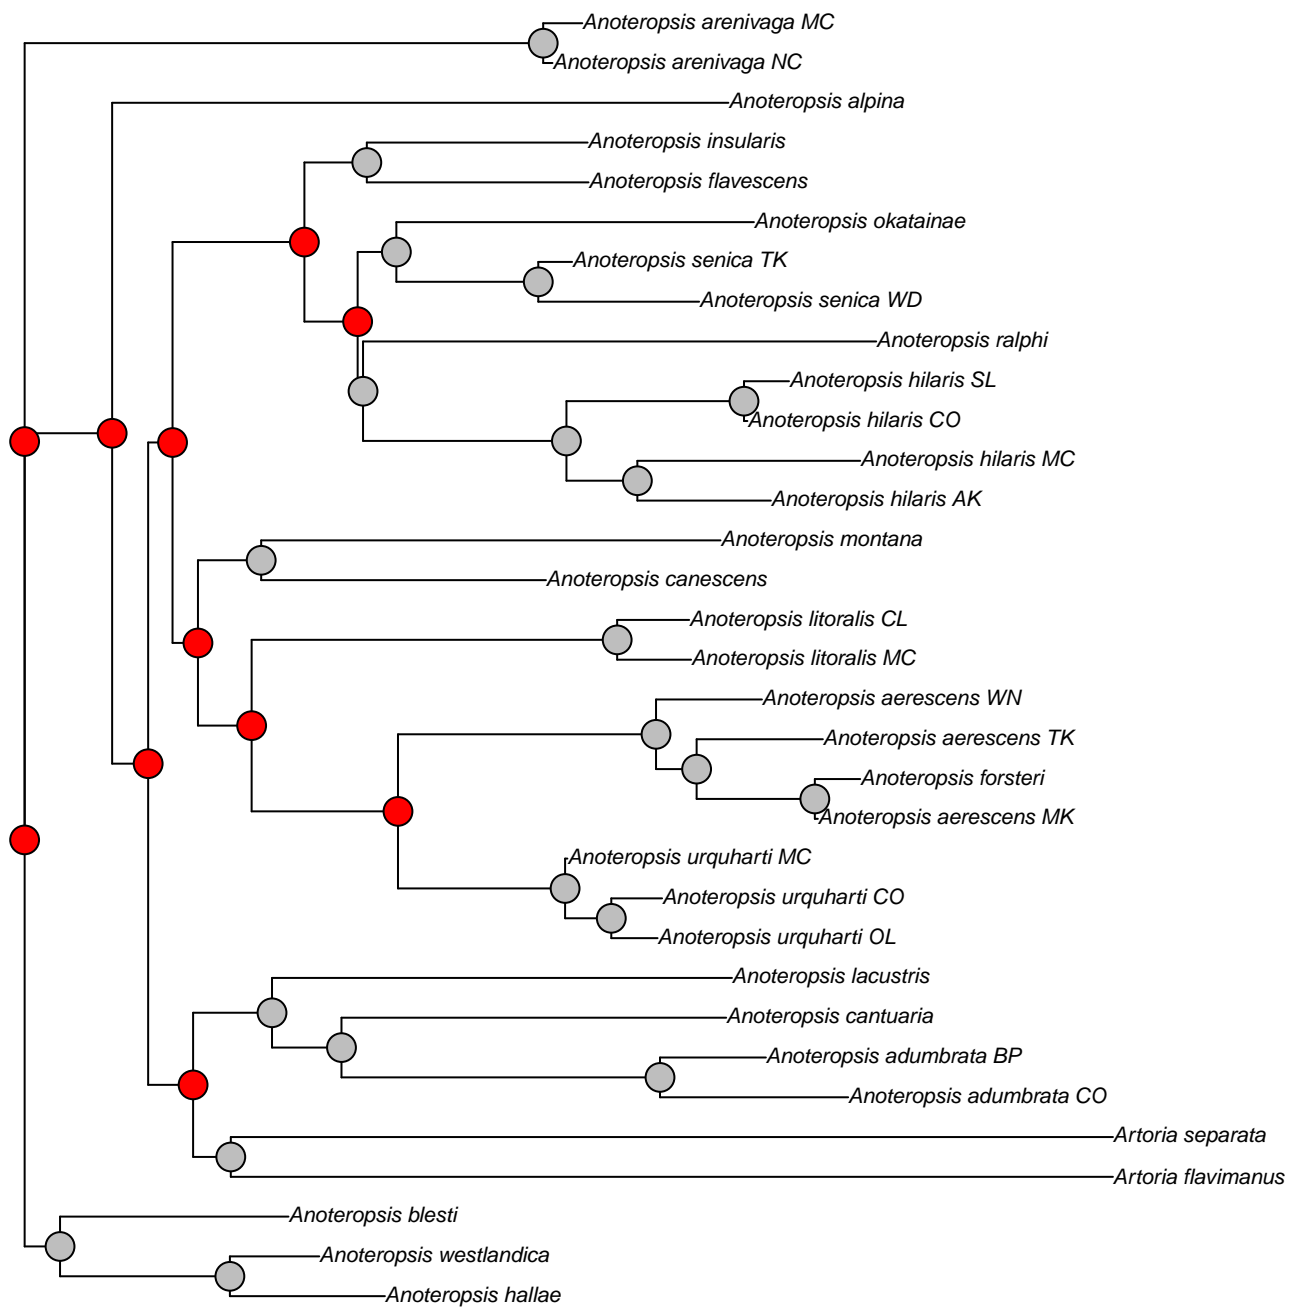 Anoteropsis arenivaga MC
Anoteropsis arenivaga NC
Anoteropsis alpina
Anoteropsis insularis
Anoteropsis flavescens
Anoteropsis okatainae
Anoteropsis senica TK
Anoteropsis senica WD
Anoteropsis ralphi
Anoteropsis hilaris SL
Anoteropsis hilaris CO
Anoteropsis hilaris MC
Anoteropsis hilaris AK
Anoteropsis montana
Anoteropsis canescens
Anoteropsis litoralis CL
Anoteropsis litoralis MC
Anoteropsis aerescens WN
Anoteropsis aerescens TK
Anoteropsis forsteri
Anoteropsis aerescens MK
Anoteropsis urquharti MC
Anoteropsis urquharti CO
Anoteropsis urquharti OL
Anoteropsis lacustris
Anoteropsis cantuaria
Anoteropsis adumbrata BP
Anoteropsis adumbrata CO
Artoria separata
Artoria flavimanus
Anoteropsis blesti
Anoteropsis westlandica
Anoteropsis hallae